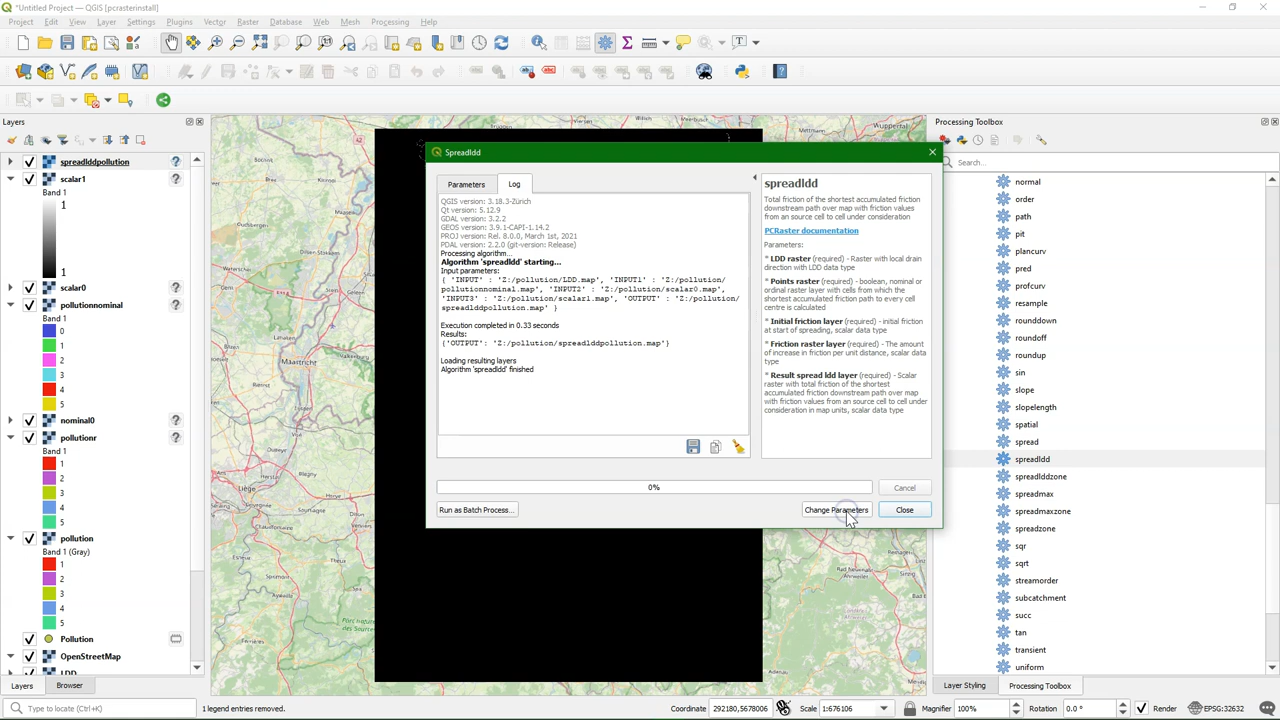 *Untitled Project — QGIS [pcrasterinstall]
Project Edit View Layer Settings Plugins Vector Raster Database Web Mesh Processing Help
Layers
spreadlddpollution
scalar1
Band 1
1
1
scalar0
pollutionnominal
Band 1
0
1
2
3
4
5
nominal0
pollutionr
Band 1
1
2
3
4
5
pollution
Band 1 (Gray)
1
2
3
4
5
Pollution
OpenStreetMap
LDD
Layers Browser
Spreadldd
Parameters Log
QGIS version: 3.18.3-Zürich
Qt version: 5.12.9
GDAL version: 3.2.2
GEOS version: 3.9.1-CAPI-1.14.2
PROJ version: Rel. 8.0.0, March 1st, 2021
PDAL version: 2.2.0 (git-version: Release)
Processing algorithm…
Algorithm 'spreadldd' starting…
Input parameters:
{ 'INPUT' : 'Z:/pollution/LDD.map', 'INPUT1' : 'Z:/pollution/
pollutionnominal.map', 'INPUT2' : 'Z:/pollution/scalar0.map',
'INPUT3' : 'Z:/pollution/scalar1.map', 'OUTPUT' : 'Z:/pollution/
spreadlddpollution.map' }
Execution completed in 0.33 seconds
Results:
{'OUTPUT': 'Z:/pollution/spreadlddpollution.map'}
Loading resulting layers
Algorithm 'spreadldd' finished
spreadldd
Total friction of the shortest accumulated friction
downstream path over map with friction values
from an source cell to cell under consideration
PCRaster documentation
Parameters:
* LDD raster (required) - Raster with local drain
direction with LDD data type
* Points raster (required) - boolean, nominal or
ordinal raster layer with cells from which the
shortest accumulated friction path to every cell
centre is calculated
* Initial friction layer (required) - initial friction
at start of spreading, scalar data type
* Friction raster layer (required) - The amount
of increase in friction per unit distance, scalar data
type
* Result spread ldd layer (required) - Scalar
raster with total friction of the shortest
accumulated friction downstream path over map
with friction values from an source cell to cell under
consideration in map units, scalar data type
0%
Cancel
Run as Batch Process…
Change Parameters
Close
Maastricht
Liège
Processing Toolbox
Search…
normal
order
path
pit
plancurv
pred
profcurv
resample
rounddown
roundoff
roundup
sin
slope
slopelength
spatial
spread
spreadldd
spreadlddzone
spreadmax
spreadmaxzone
spreadzone
sqr
sqrt
streamorder
subcatchment
succ
tan
transient
uniform
Layer Styling Processing Toolbox
Type to locate (Ctrl+K)
1 legend entries removed.
Coordinate 292180,5678006 Scale 1:676106 Magnifier 100% Rotation 0.0 ° Render EPSG:32632